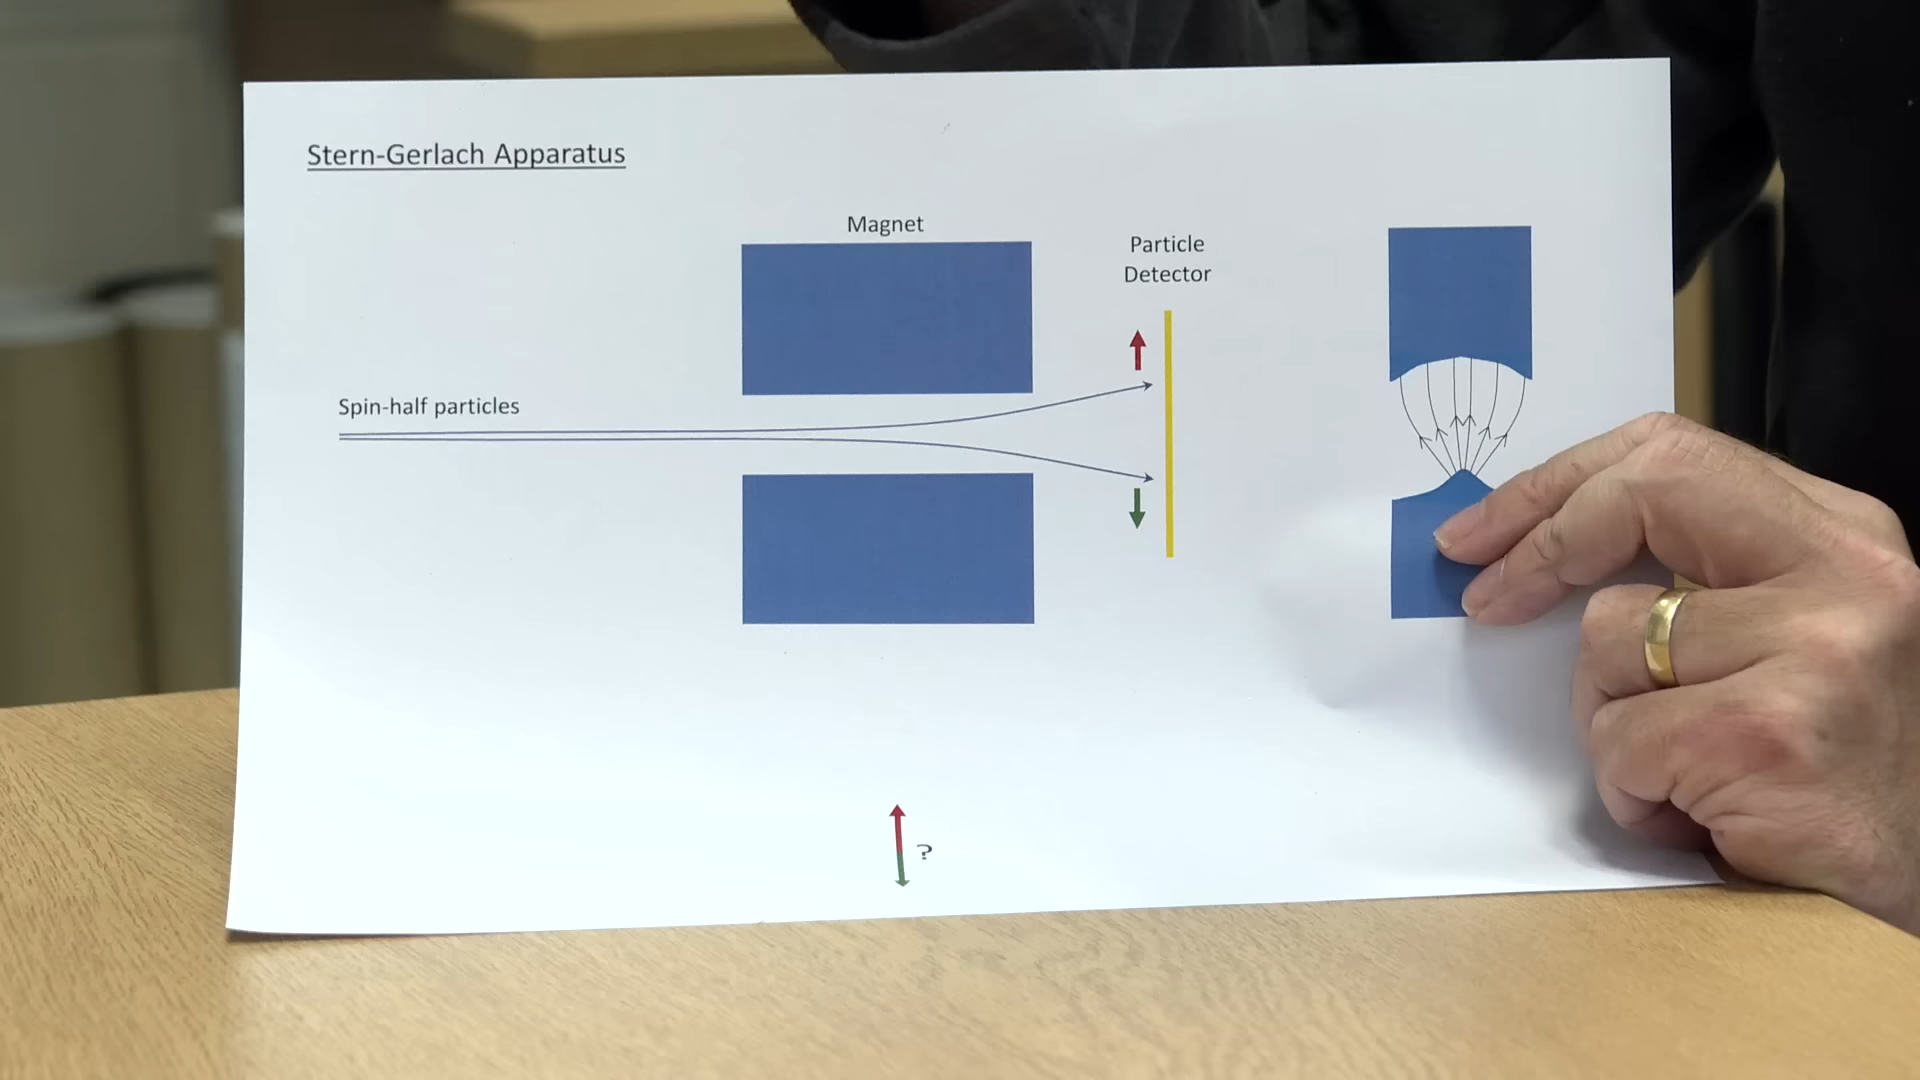 Stern-Gerlach Apparatus
Magnet
Particle
Detector
Spin-half particles
?